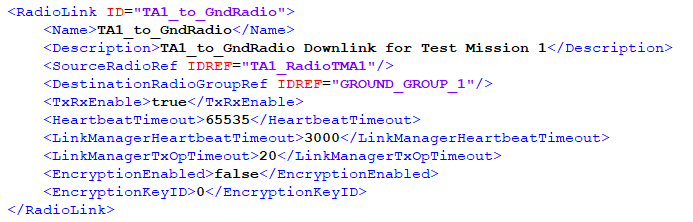 <RadioLink ID="TA1_to_GndRadio">
<Name>TA1_to_GndRadio</Name>
<Description>TA1_to_GndRadio Downlink for Test Mission 1</Description>
<SourceRadioRef IDREF="TA1_RadioTMA1"/>
<DestinationRadioGroupRef IDREF="GROUND_GROUP_1"/>
<TxRxEnable>true</TxRxEnable>
<HeartbeatTimeout>65535</HeartbeatTimeout>
<LinkManagerHeartbeatTimeout>3000</LinkManagerHeartbeatTimeout>
<LinkManagerTxOpTimeout>20</LinkManagerTxOpTimeout>
<EncryptionEnabled>false</EncryptionEnabled>
<EncryptionKeyID>0</EncryptionKeyID>
</RadioLink>